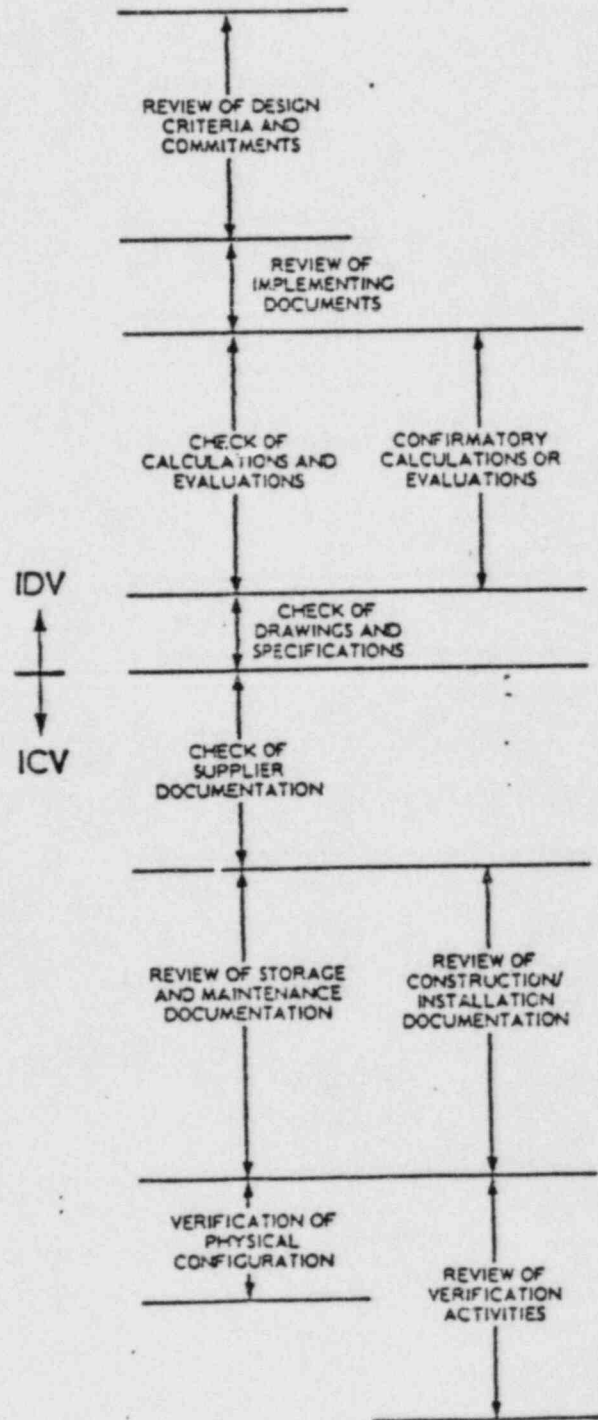 REVIEW OF DESIGN
CRITERIA AND
COMMITMENTS
REVIEW OF
IMPLEMENTING
DOCUMENTS
CHECK OF
CALCULATIONS AND
EVALUATIONS
CONFIRMATORY
CALCULATIONS OR
EVALUATIONS
IDV
CHECK OF
DRAWINGS AND
SPECIFICATIONS
ICV
CHECK OF
SUPPLIER
DOCUMENTATION
REVIEW OF STORAGE
AND MAINTENANCE
DOCUMENTATION
REVIEW OF
CONSTRUCTION/
INSTALLATION
DOCUMENTATION
VERIFICATION OF
PHYSICAL
CONFIGURATION
REVIEW OF
VERIFICATION
ACTIVITIES